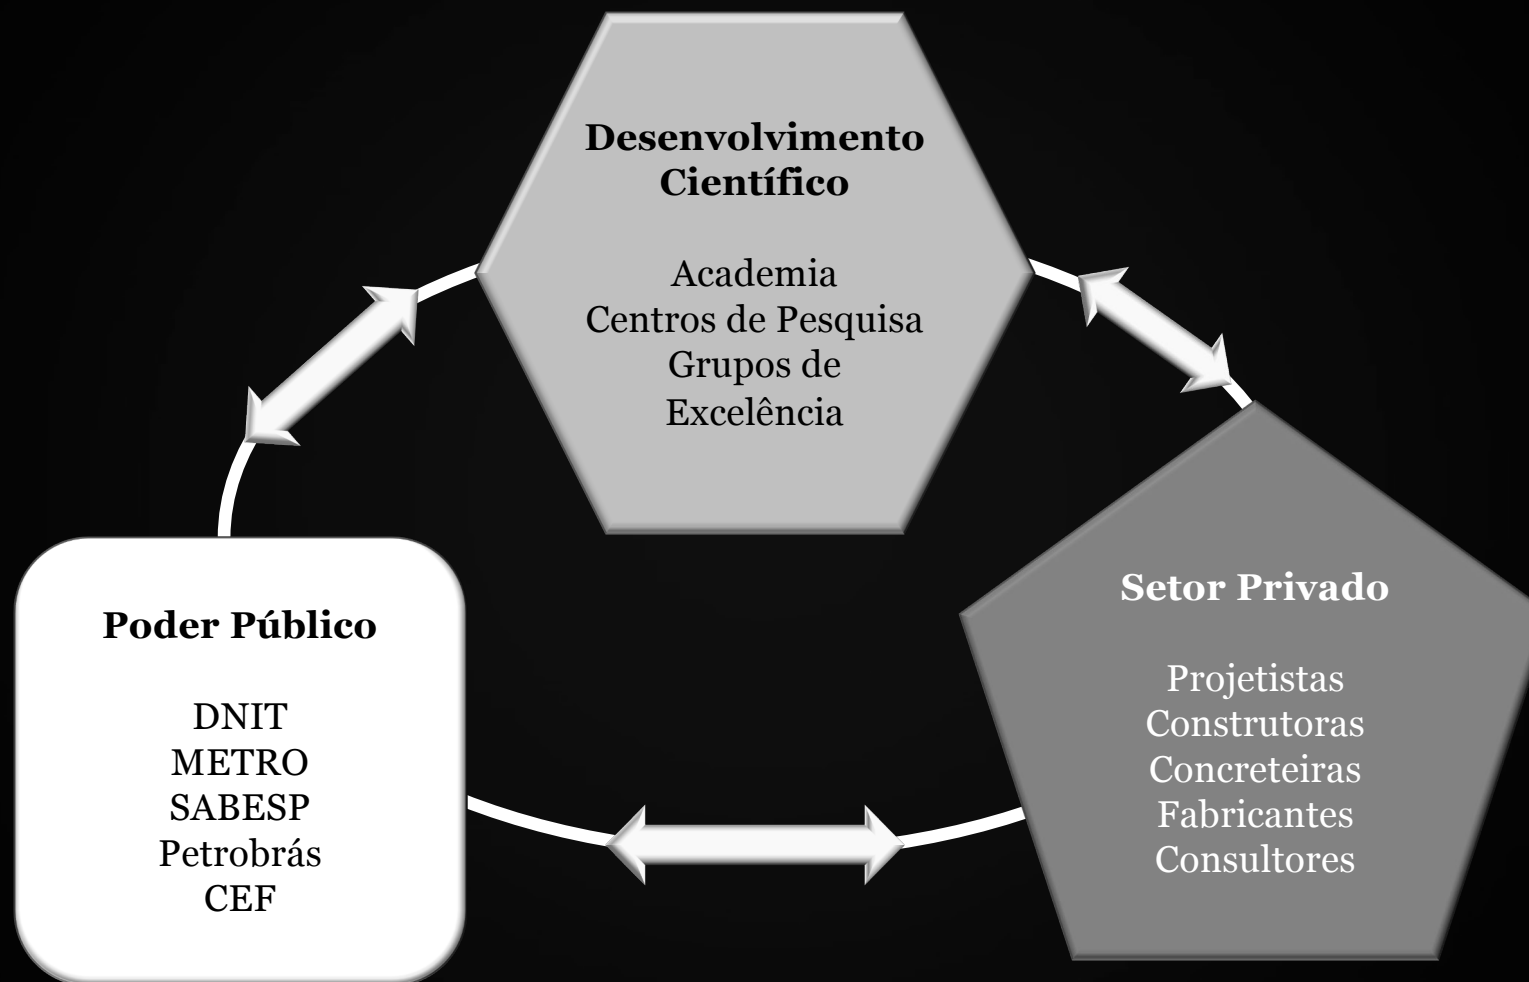 Desenvolvimento
Científico
Academia
Centros de Pesquisa
Grupos de
Excelência
Poder Público
DNIT
METRO
SABESP
Petrobrás
CEF
Setor Privado
Projetistas
Construtoras
Concreteiras
Fabricantes
Consultores